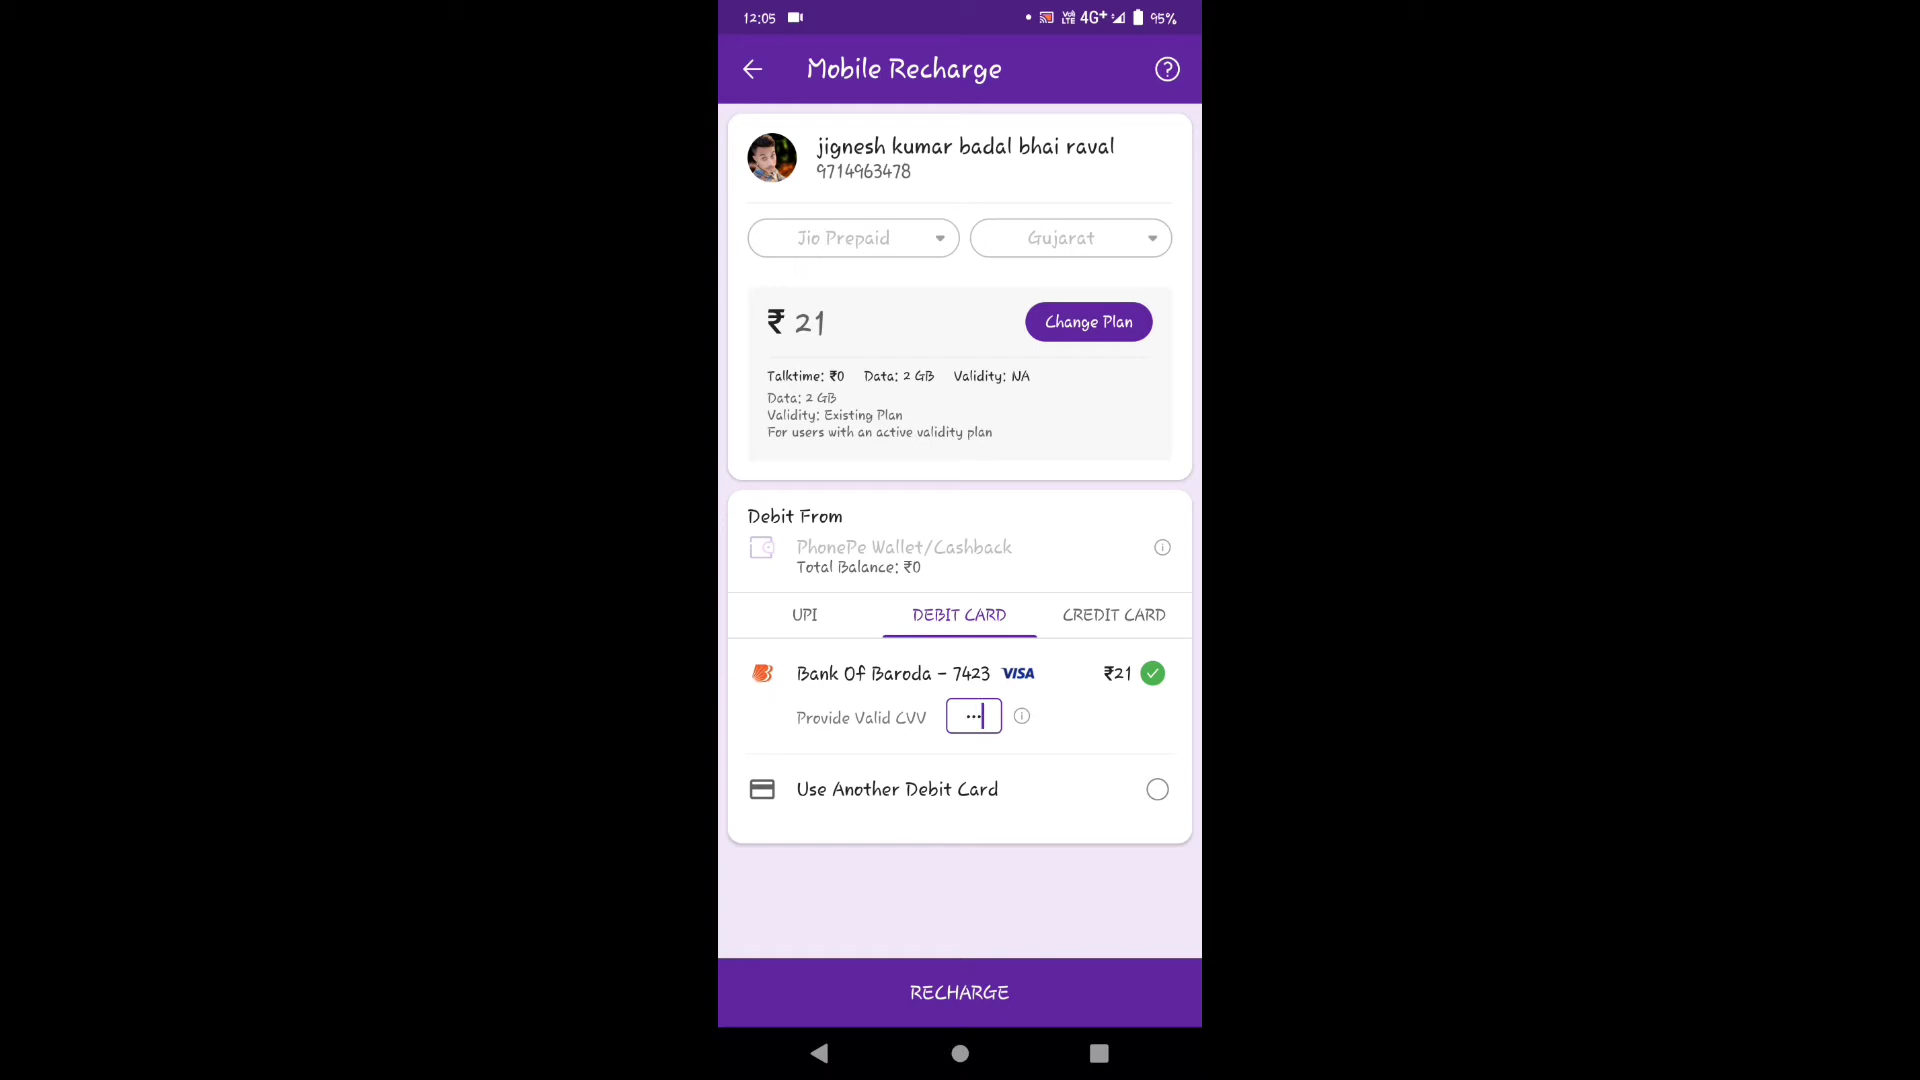 12:05 Vo) LTE 4G+ 95%
Mobile Recharge
jignesh kumar badal bhai raval
9714963478
Jio Prepaid Gujarat
₹ 21 Change Plan
Talktime: ₹0 Data: 2 GB Validity: NA
Data: 2 GB
Validity: Existing Plan
For users with an active validity plan
Debit From
PhonePe Wallet/Cashback
Total Balance: ₹0
UPI DEBIT CARD CREDIT CARD
Bank Of Baroda - 7423 VISA ₹21
Provide Valid CVV
Use Another Debit Card
RECHARGE